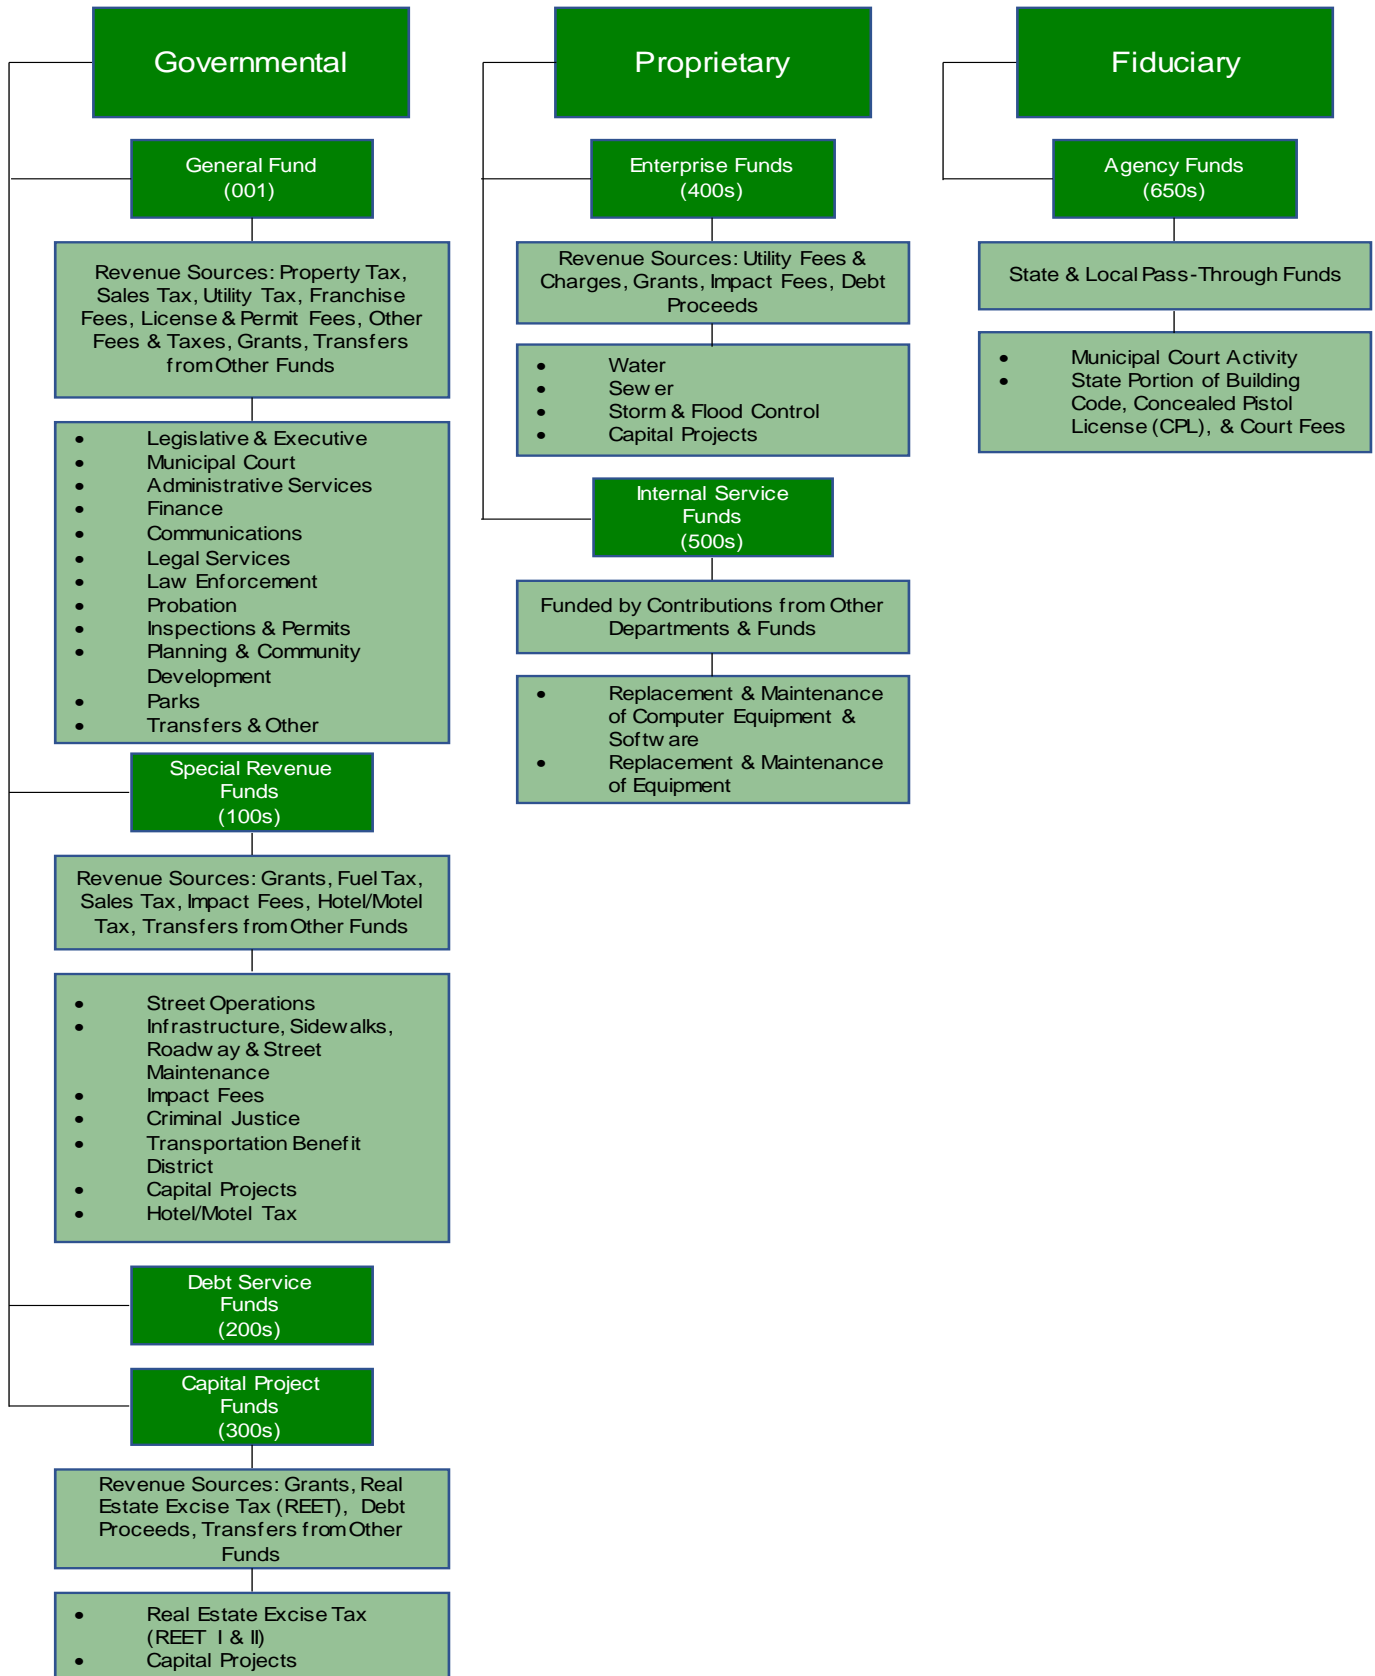 Governmental
General Fund
(001)
Revenue Sources: Property Tax,
Sales Tax, Utility Tax, Franchise
Fees, License & Permit Fees, Other
Fees & Taxes, Grants, Transfers
from Other Funds
• Legislative & Executive
• Municipal Court
• Administrative Services
• Finance
• Communications
• Legal Services
• Law Enforcement
• Probation
• Inspections & Permits
• Planning & Community
Development
• Parks
• Transfers & Other
Special Revenue
Funds
(100s)
Revenue Sources: Grants, Fuel Tax,
Sales Tax, Impact Fees, Hotel/Motel
Tax, Transfers from Other Funds
• Street Operations
• Infrastructure, Sidewalks,
Roadway & Street
Maintenance
• Impact Fees
• Criminal Justice
• Transportation Benefit
District
• Capital Projects
• Hotel/Motel Tax
Debt Service
Funds
(200s)
Capital Project
Funds
(300s)
Revenue Sources: Grants, Real
Estate Excise Tax (REET), Debt
Proceeds, Transfers from Other
Funds
• Real Estate Excise Tax
(REET I & II)
• Capital Projects
Proprietary
Enterprise Funds
(400s)
Revenue Sources: Utility Fees &
Charges, Grants, Impact Fees, Debt
Proceeds
• Water
• Sewer
• Storm & Flood Control
• Capital Projects
Internal Service
Funds
(500s)
Funded by Contributions from Other
Departments & Funds
• Replacement & Maintenance
of Computer Equipment &
Software
• Replacement & Maintenance
of Equipment
Fiduciary
Agency Funds
(650s)
State & Local Pass-Through Funds
• Municipal Court Activity
• State Portion of Building
Code, Concealed Pistol
License (CPL), & Court Fees